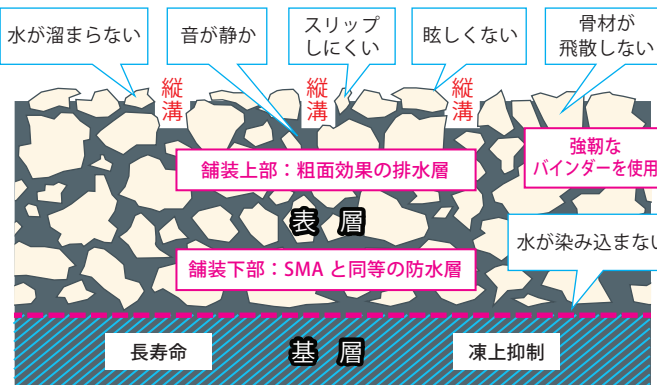 水が溜まらない
音が静か
スリップ
しにくい
眩しくない
骨材が
飛散しない
縦溝
縦溝
縦溝
強靭な
バインダーを使用
舗装上部：粗面効果の排水層
表層
水が染み込まない
舗装下部：SMA と同等の防水層
長寿命
基層
凍上抑制